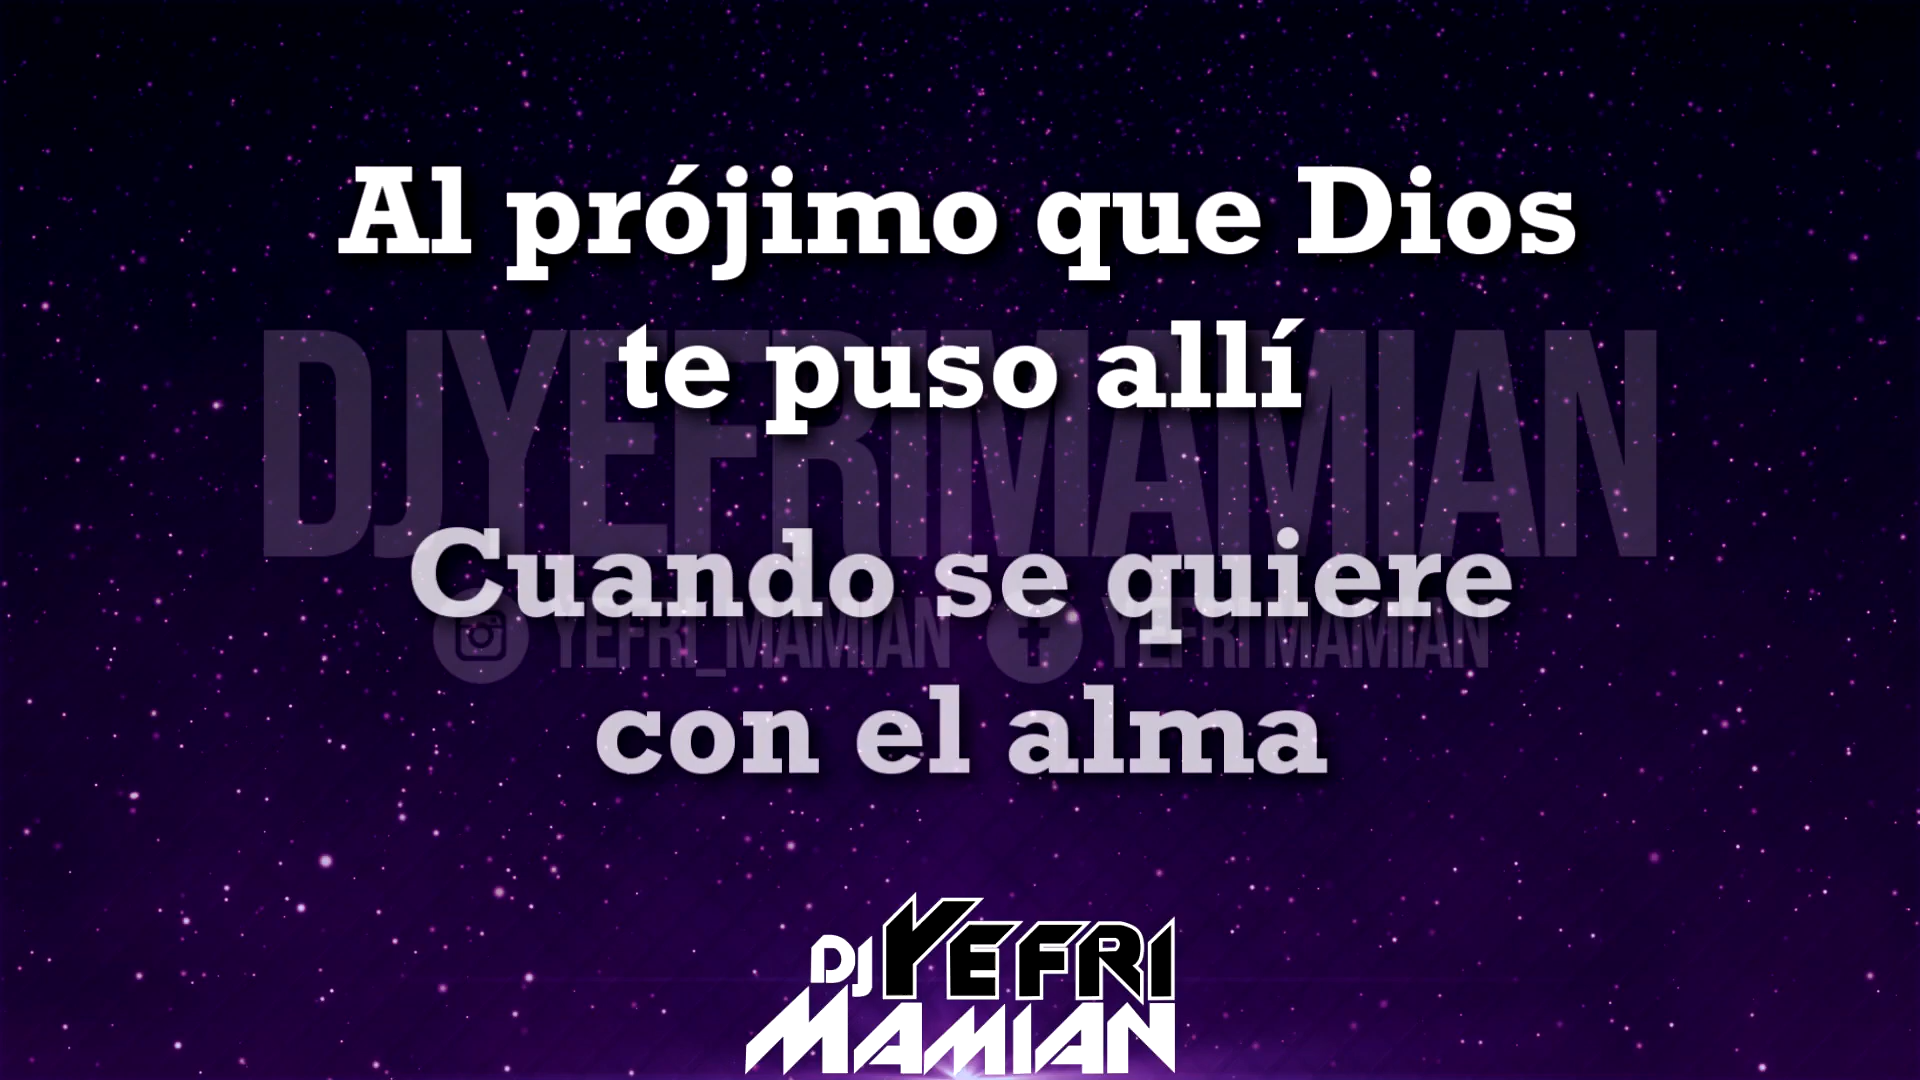 Al prójimo que Dios
te puso allí
DJYEFRIMAMIAN
Cuando se quiere
YEFRI_MAMIAN YEFRI MAMIAN
con el alma
DJ YEFRI
MAMIAN